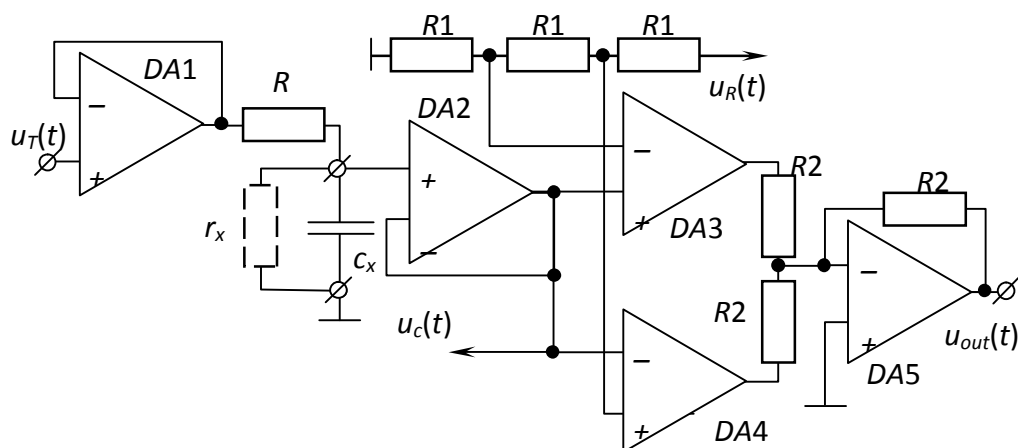 R1
R1
R1
DA1
R
u_R(t)
DA2
u_T(t)
−
+
+
−
−
+
R2
R2
r_x
c_x
DA3
−
+
R2
u_c(t)
−
+
u_out(t)
DA5
DA4